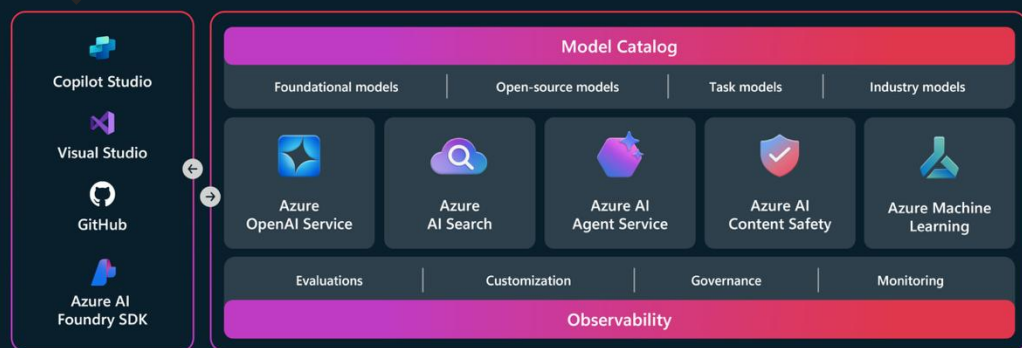 Copilot Studio
Visual Studio
GitHub
Azure AI
Foundry SDK
Model Catalog
Foundational models
Open-source models
Task models
Industry models
Azure
OpenAI Service
Azure
AI Search
Azure AI
Agent Service
Azure AI
Content Safety
Azure Machine
Learning
Evaluations
Customization
Governance
Monitoring
Observability